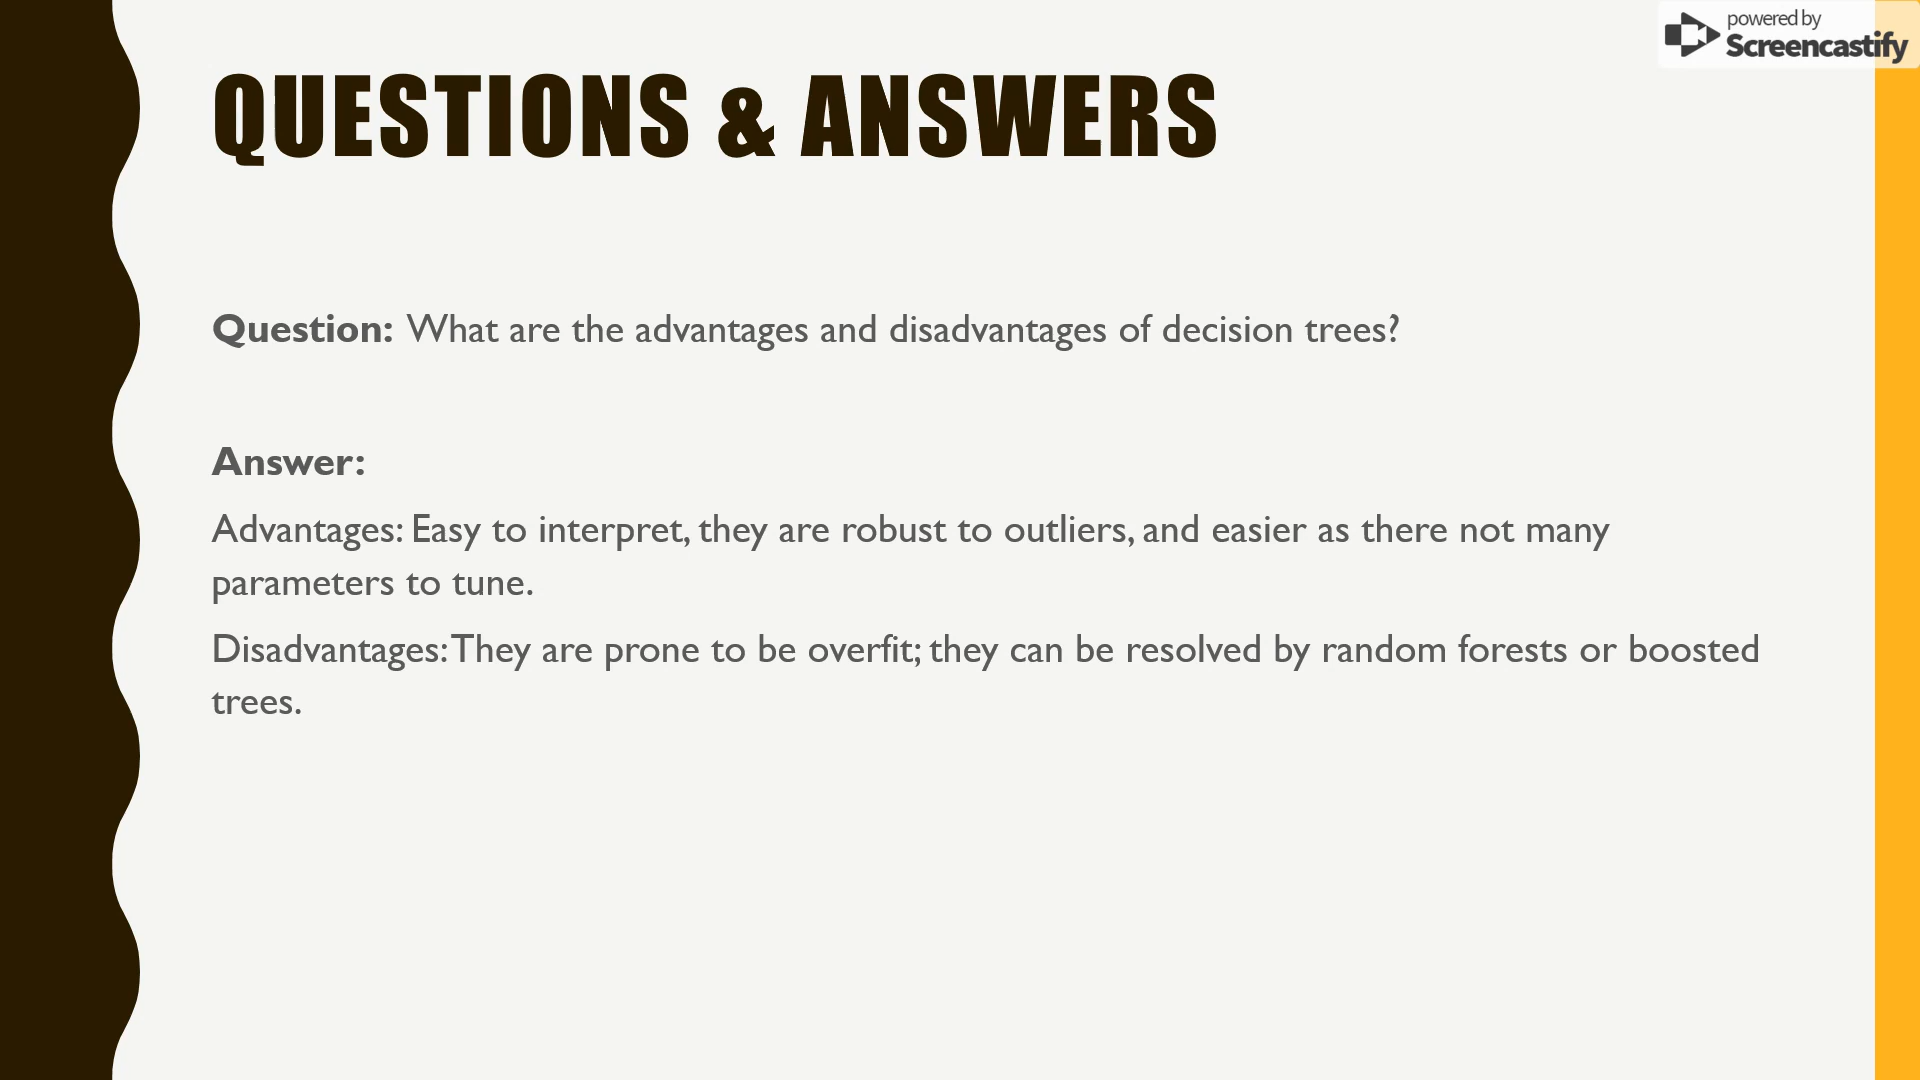 powered by
Screencastify
QUESTIONS & ANSWERS
Question: What are the advantages and disadvantages of decision trees?
Answer:
Advantages: Easy to interpret, they are robust to outliers, and easier as there not many
parameters to tune.
Disadvantages: They are prone to be overfit; they can be resolved by random forests or boosted
trees.